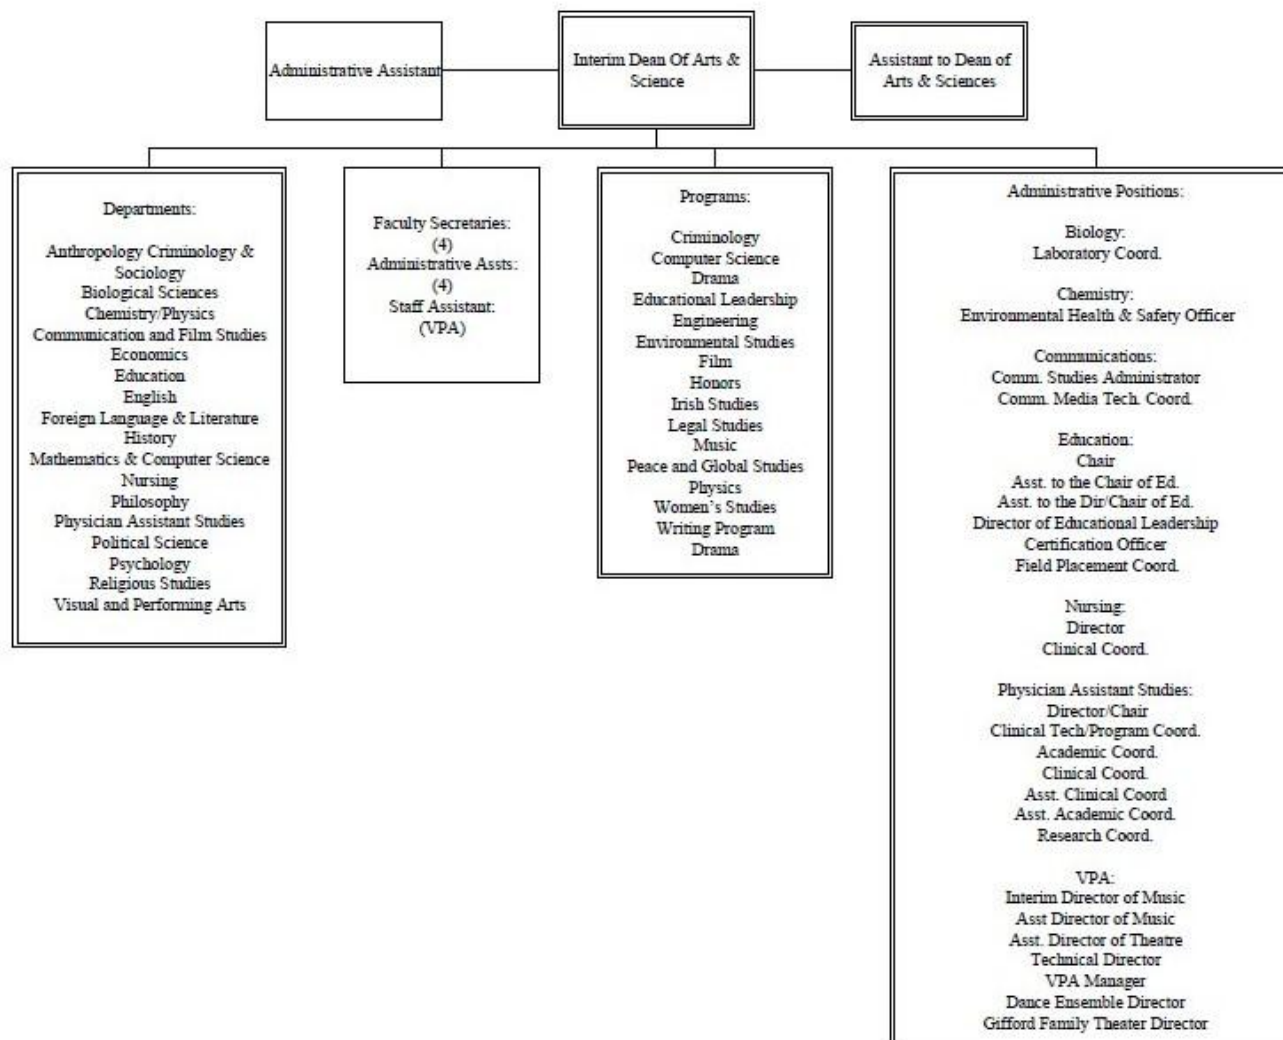 Administrative Assistant
Interim Dean Of Arts &
Science
Assistant to Dean of
Arts & Sciences
Departments:
Anthropology Criminology &
Sociology
Biological Sciences
Chemistry/Physics
Communication and Film Studies
Economics
Education
English
Foreign Language & Literature
History
Mathematics & Computer Science
Nursing
Philosophy
Physician Assistant Studies
Political Science
Psychology
Religious Studies
Visual and Performing Arts
Faculty Secretaries:
(4)
Administrative Assts:
(4)
Staff Assistant:
(VPA)
Programs:
Criminology
Computer Science
Drama
Educational Leadership
Engineering
Environmental Studies
Film
Honors
Irish Studies
Legal Studies
Music
Peace and Global Studies
Physics
Women's Studies
Writing Program
Drama
Administrative Positions:
Biology:
Laboratory Coord.
Chemistry:
Environmental Health & Safety Officer
Communications:
Comm. Studies Administrator
Comm. Media Tech. Coord.
Education:
Chair
Asst. to the Chair of Ed.
Asst. to the Dir/Chair of Ed.
Director of Educational Leadership
Certification Officer
Field Placement Coord.
Nursing:
Director
Clinical Coord.
Physician Assistant Studies:
Director/Chair
Clinical Tech/Program Coord.
Academic Coord.
Clinical Coord.
Asst. Clinical Coord
Asst. Academic Coord.
Research Coord.
VPA:
Interim Director of Music
Asst Director of Music
Asst. Director of Theatre
Technical Director
VPA Manager
Dance Ensemble Director
Gifford Family Theater Director